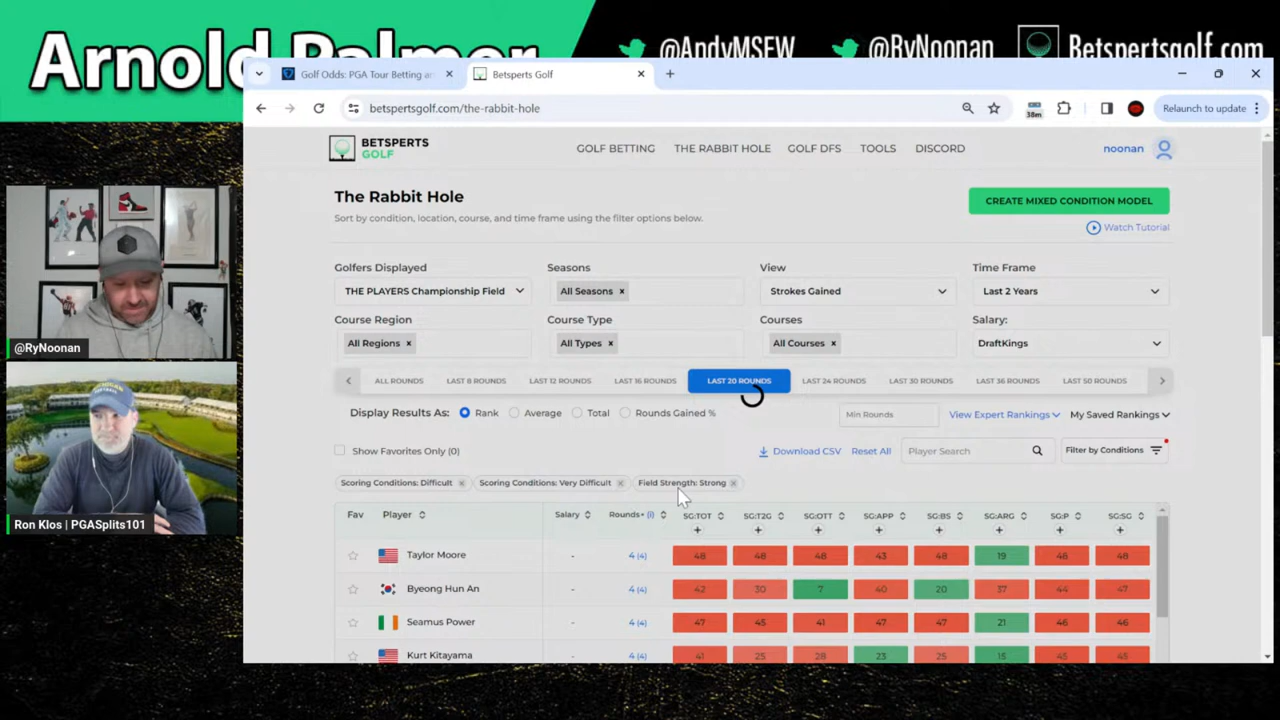 Arnold Palmer
@AndyMSFW
@RyNoonan
Betspertsgolf.com
Golf Odds: PGA Tour Betting a
Betsperts Golf
betspertsgolf.com/the-rabbit-hole
38m
Relaunch to update
BETSPERTS
GOLF
GOLF BETTING
THE RABBIT HOLE
GOLF DFS
TOOLS
DISCORD
noonan
The Rabbit Hole
Sort by condition, location, course, and time frame using the filter options below.
CREATE MIXED CONDITION MODEL
Watch Tutorial
Golfers Displayed
Seasons
View
Time Frame
THE PLAYERS Championship Field
All Seasons ×
Strokes Gained
Last 2 Years
Course Region
Course Type
Courses
Salary:
All Regions ×
All Types ×
All Courses ×
DraftKings
ALL ROUNDS
LAST 8 ROUNDS
LAST 12 ROUNDS
LAST 16 ROUNDS
LAST 20 ROUNDS
LAST 24 ROUNDS
LAST 30 ROUNDS
LAST 36 ROUNDS
LAST 50 ROUNDS
Display Results As:
Rank
Average
Total
Rounds Gained %
Min Rounds
View Expert Rankings
My Saved Rankings
Show Favorites Only (0)
Download CSV
Reset All
Player Search
Filter by Conditions
Scoring Conditions: Difficult ×
Scoring Conditions: Very Difficult ×
Field Strength: Strong ×
Fav Player Salary Rounds (i) SG:TOT SG:T2G SG:OTT SG:APP SG:BS SG:ARG SG:P SG:SG
+ + + + + + + +
Taylor Moore - 4 (4) 48 48 48 43 48 19 48 48
Byeong Hun An - 4 (4) 42 30 7 40 20 37 44 47
Seamus Power - 4 (4) 47 45 41 47 47 21 46 46
Kurt Kitayama - 4 (4) 41 25 28 23 25 15 45 45
@RyNoonan
Ron Klos | PGASplits101